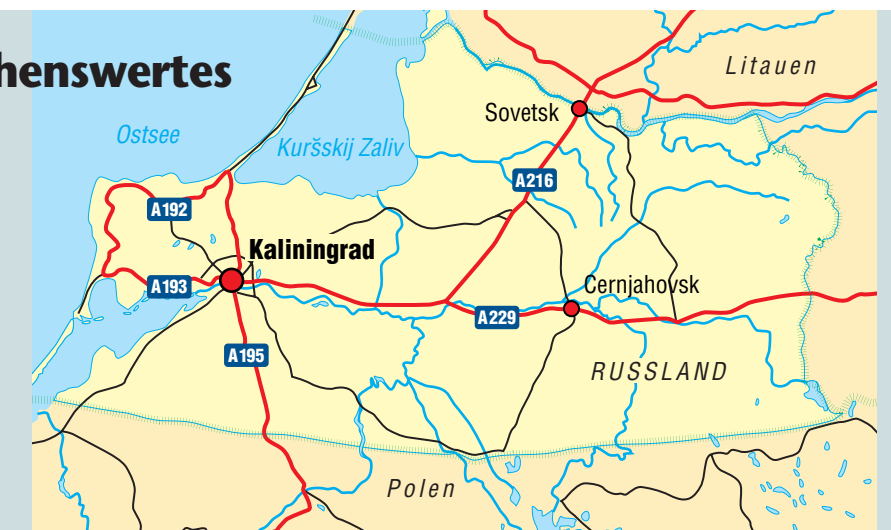 henswertes
Litauen
Ostsee
Kuršskij Zaliv
Sovetsk
A216
A192
Kaliningrad
A193
Cernjahovsk
A229
A195
RUSSLAND
Polen